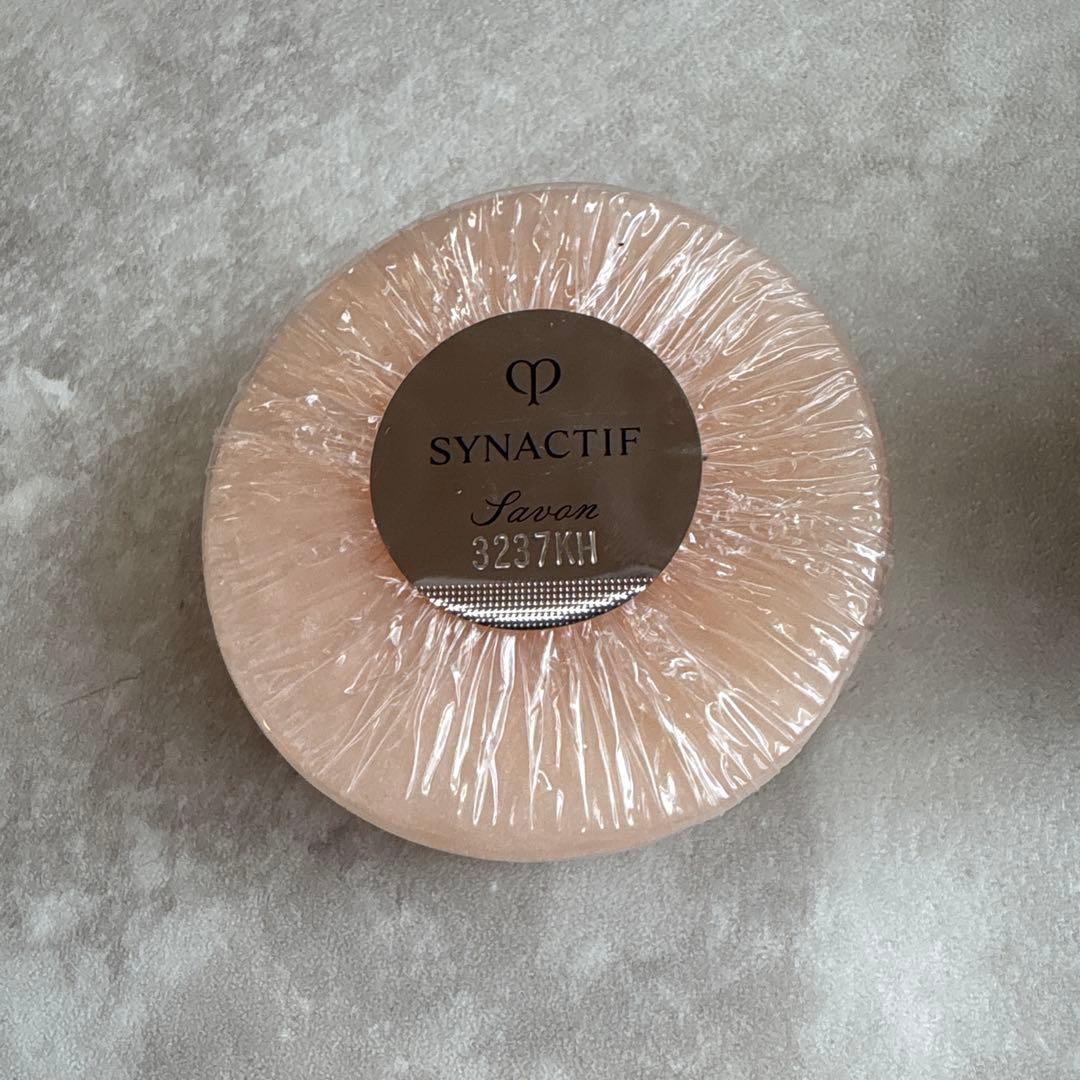 SYNACTIF
Savon
3237KH